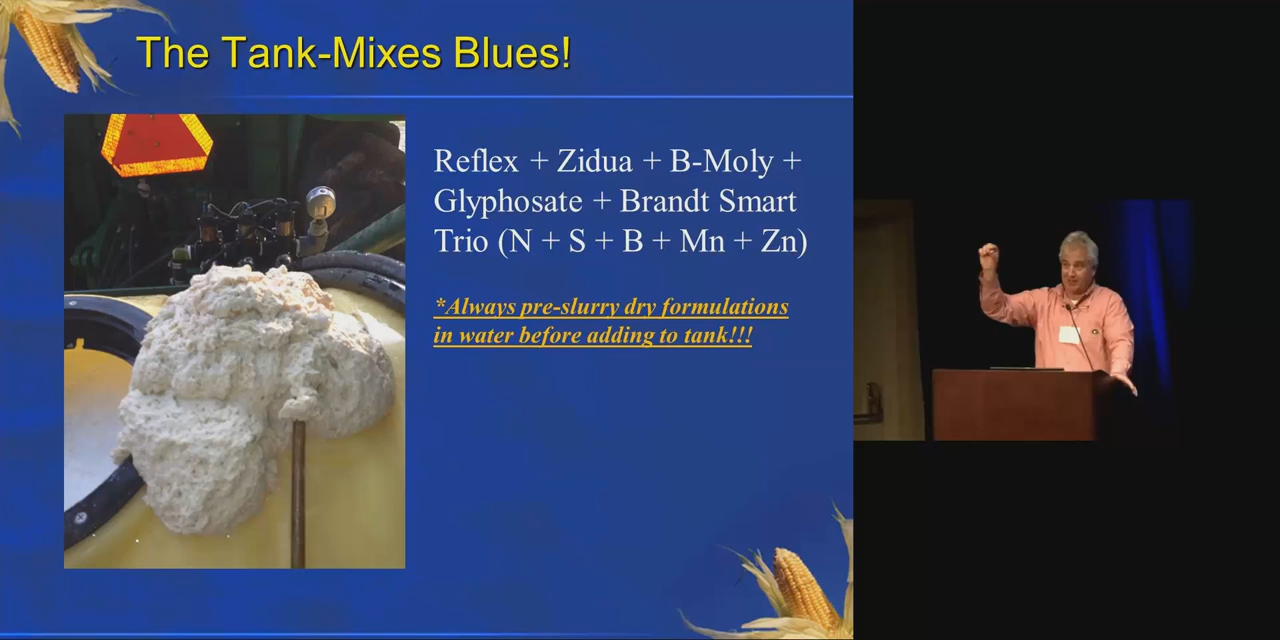 The Tank-Mixes Blues!
Reflex + Zidua + B-Moly +
Glyphosate + Brandt Smart
Trio (N + S + B + Mn + Zn)
*Always pre-slurry dry formulations
in water before adding to tank!!!